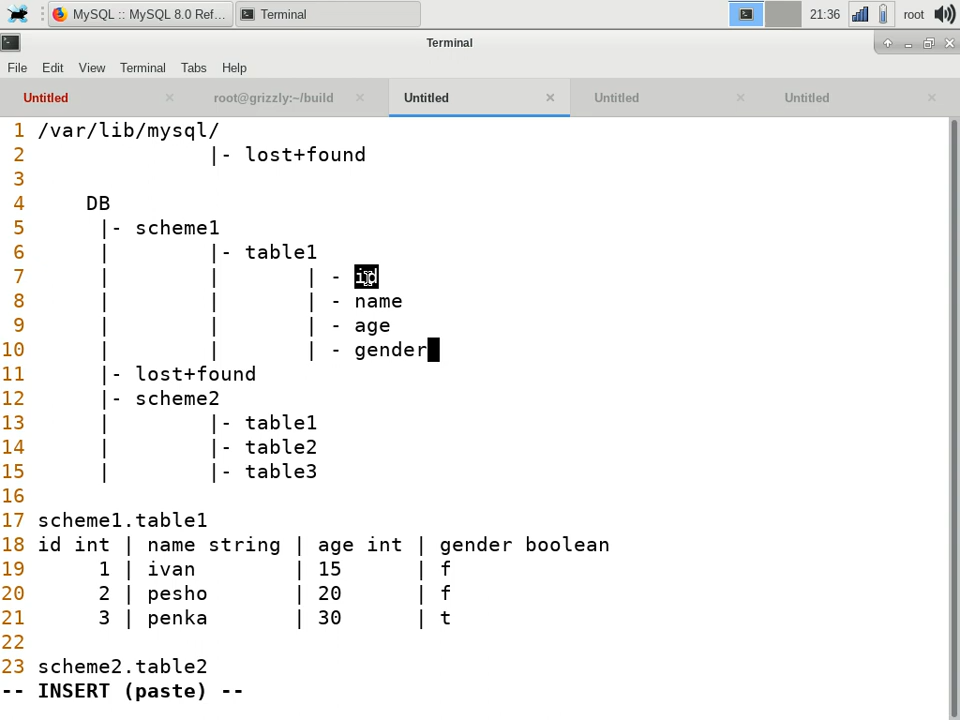 MySQL :: MySQL 8.0 Ref... Terminal 21:36 root
Terminal
File Edit View Terminal Tabs Help
Untitled root@grizzly:~/build Untitled Untitled Untitled
1 /var/lib/mysql/
2 |- lost+found
3
4 DB
5 |- scheme1
6 | |- table1
7 | | | - id
8 | | | - name
9 | | | - age
10 | | | - gender
11 |- lost+found
12 |- scheme2
13 | |- table1
14 | |- table2
15 | |- table3
16
17 scheme1.table1
18 id int | name string | age int | gender boolean
19 1 | ivan | 15 | f
20 2 | pesho | 20 | f
21 3 | penka | 30 | t
22
23 scheme2.table2
-- INSERT (paste) --